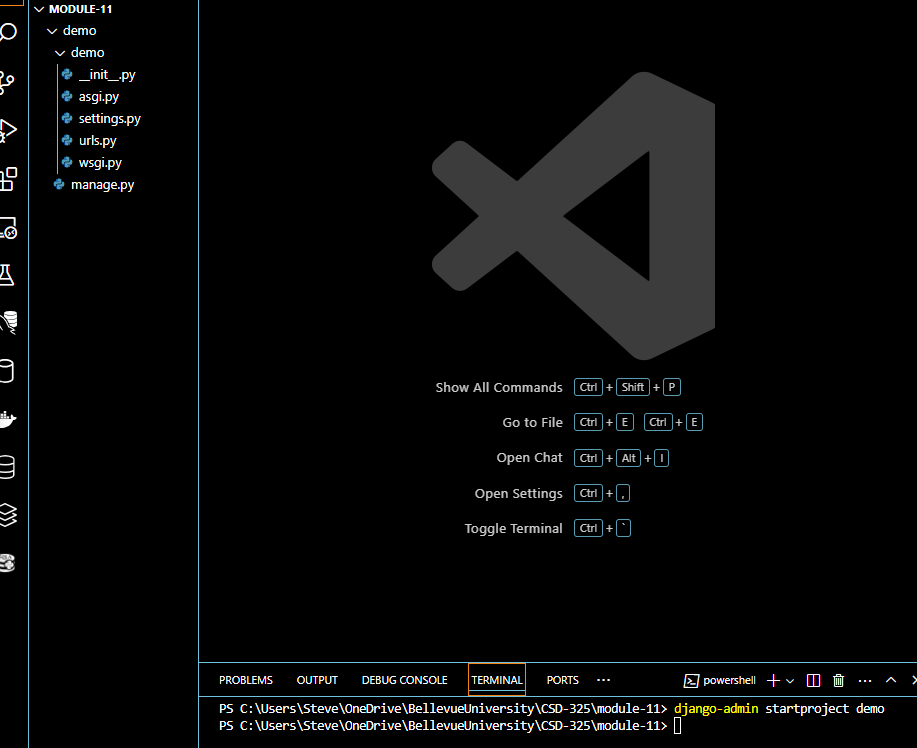 MODULE-11
demo
demo
__init__.py
asgi.py
settings.py
urls.py
wsgi.py
manage.py
Show All Commands Ctrl + Shift + P
Go to File Ctrl + E Ctrl + E
Open Chat Ctrl + Alt + I
Open Settings Ctrl + ,
Toggle Terminal Ctrl + `
PROBLEMS OUTPUT DEBUG CONSOLE TERMINAL PORTS ··· powershell ···
PS C:\Users\Steve\OneDrive\BellevueUniversity\CSD-325\module-11> django-admin startproject demo
PS C:\Users\Steve\OneDrive\BellevueUniversity\CSD-325\module-11>